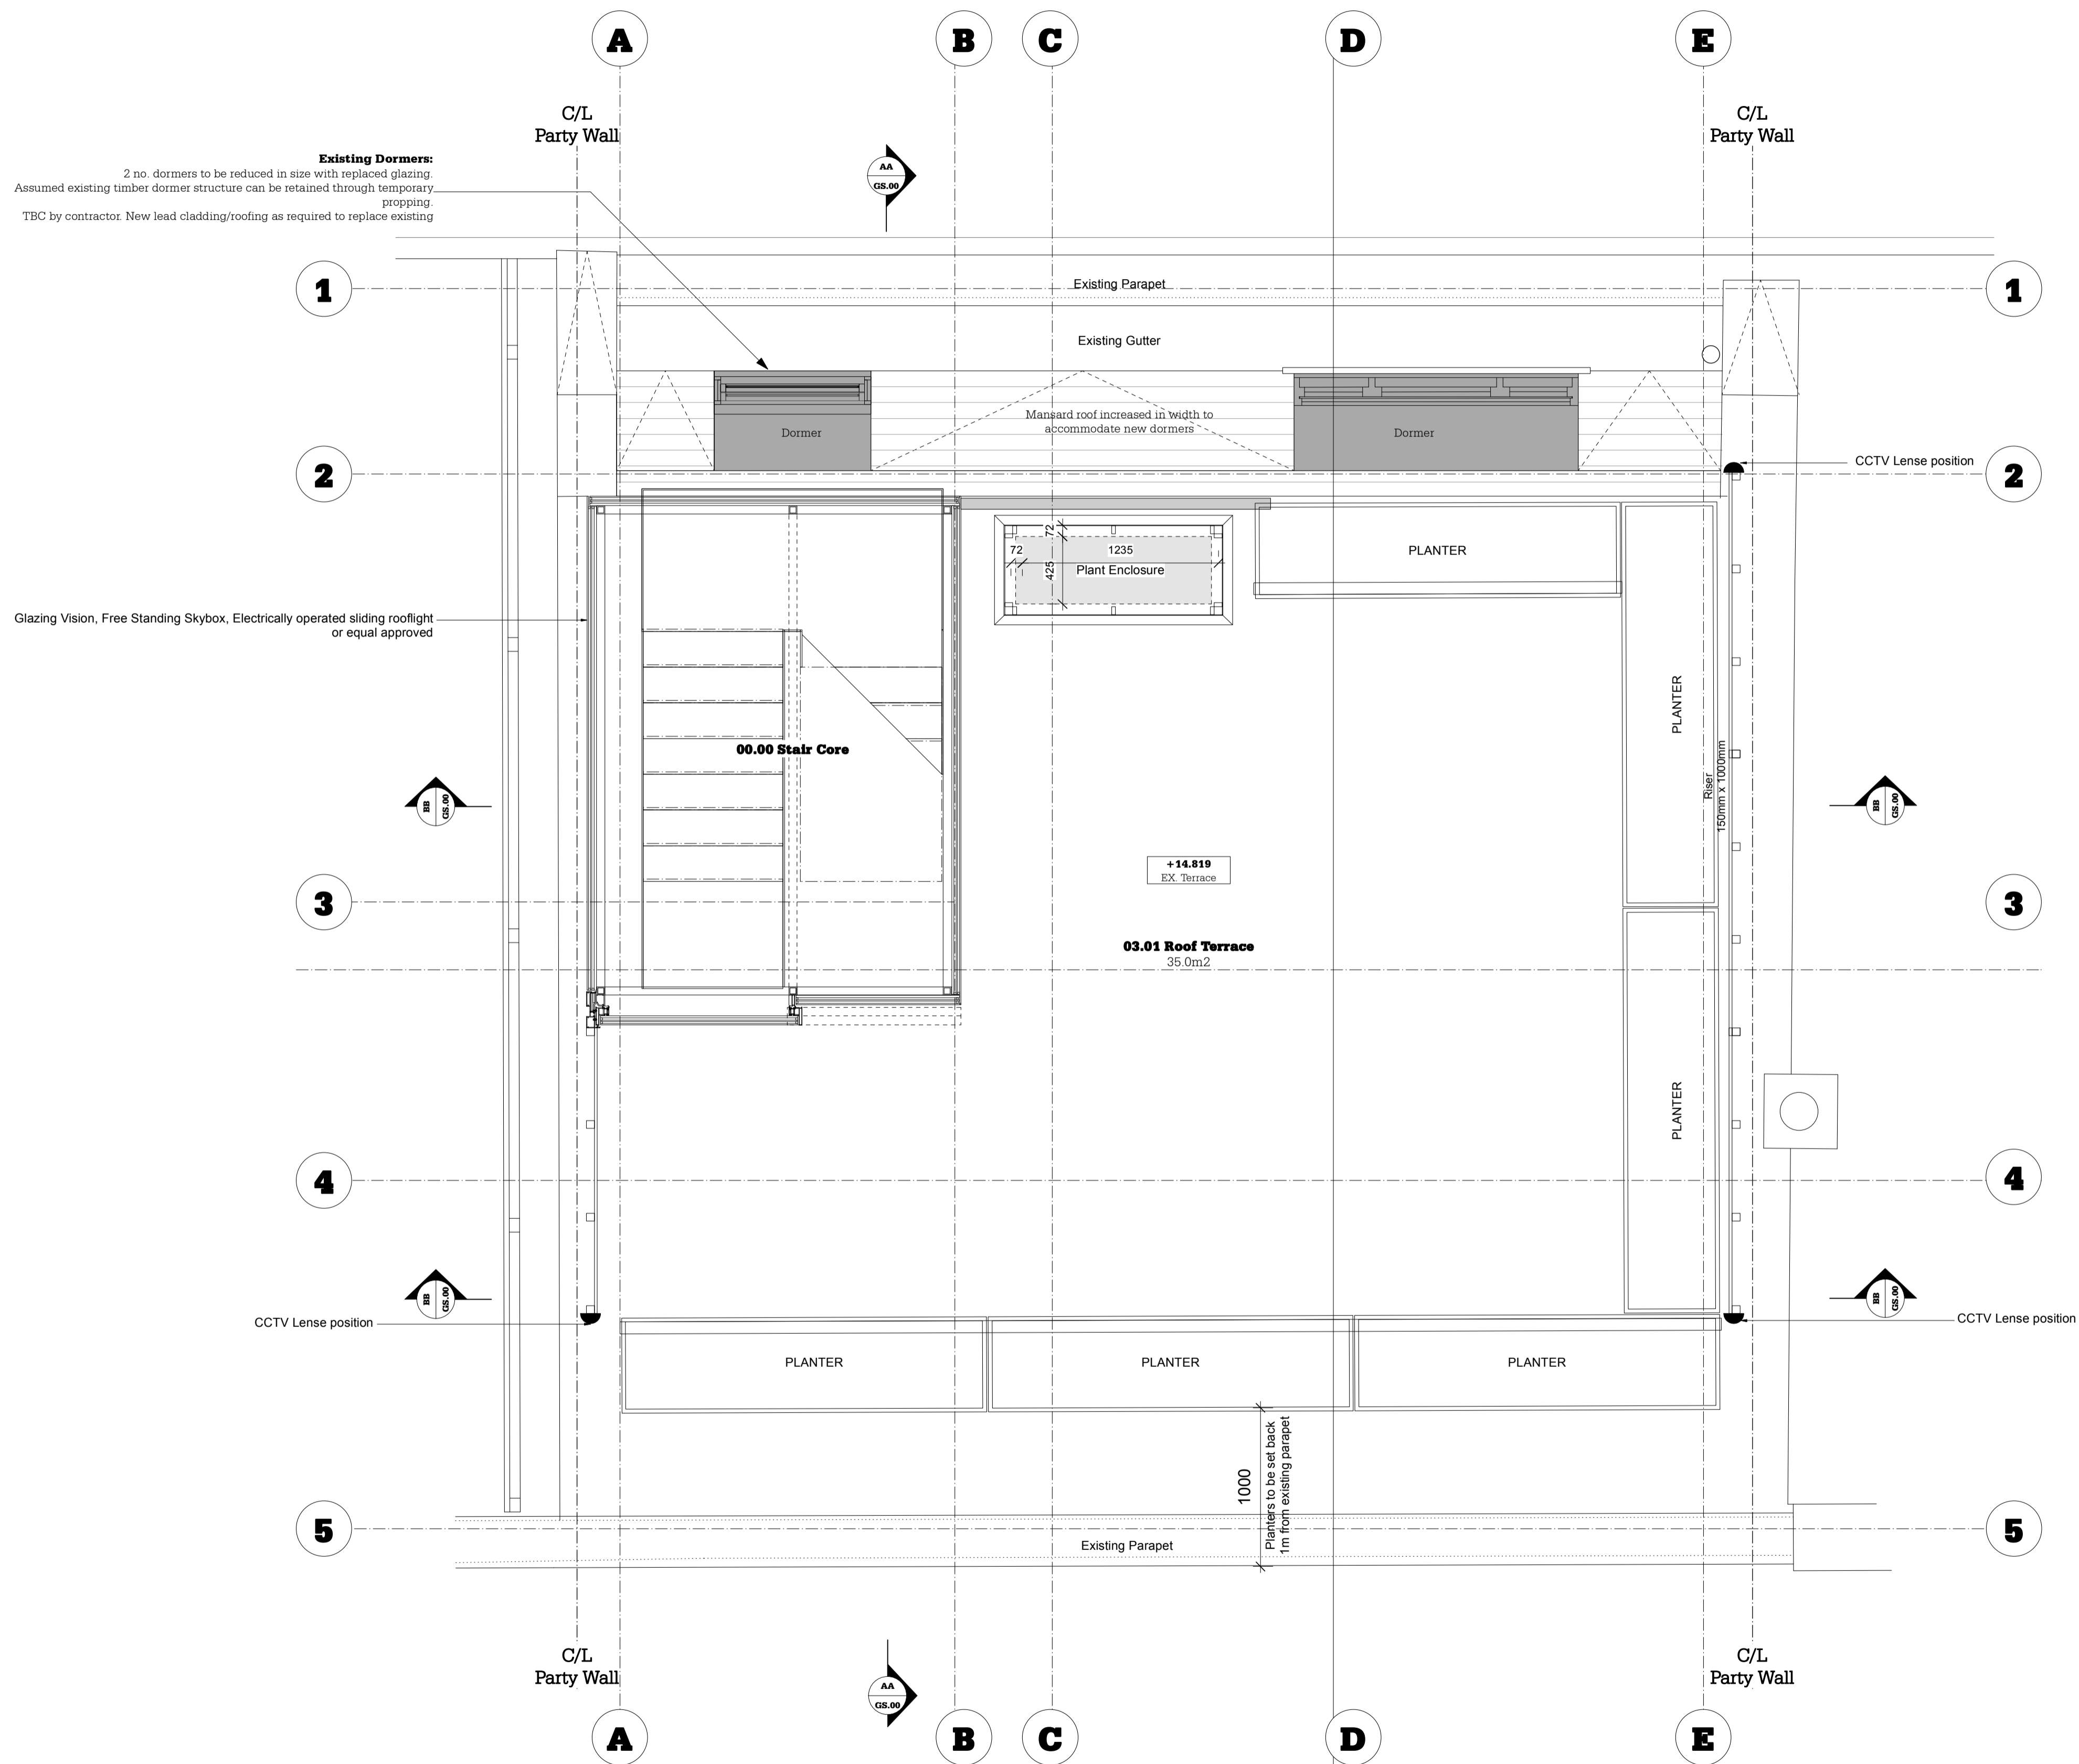 A
B
C
D
E
C/L
Party Wall
C/L
Party Wall
Existing Dormers:
2 no. dormers to be reduced in size with replaced glazing.
Assumed existing timber dormer structure can be retained through temporary
propping.
TBC by contractor. New lead cladding/roofing as required to replace existing
AA
GS.00
1
Existing Parapet
1
Existing Gutter
Mansard roof increased in width to
accommodate new dormers
Dormer
Dormer
2
CCTV Lense position
2
72
72
1235
425
Plant Enclosure
PLANTER
Glazing Vision, Free Standing Skybox, Electrically operated sliding rooflight
or equal approved
PLANTER
00.00 Stair Core
Riser
150mm x 1000mm
BB
GS.00
BB
GS.00
+14.819
EX. Terrace
3
3
03.01 Roof Terrace
35.0m2
PLANTER
4
4
BB
GS.00
BB
GS.00
CCTV Lense position
CCTV Lense position
PLANTER
PLANTER
PLANTER
1000
Planters to be set back
1m from existing parapet
5
5
Existing Parapet
C/L
Party Wall
C/L
Party Wall
AA
GS.00
A
B
C
D
E